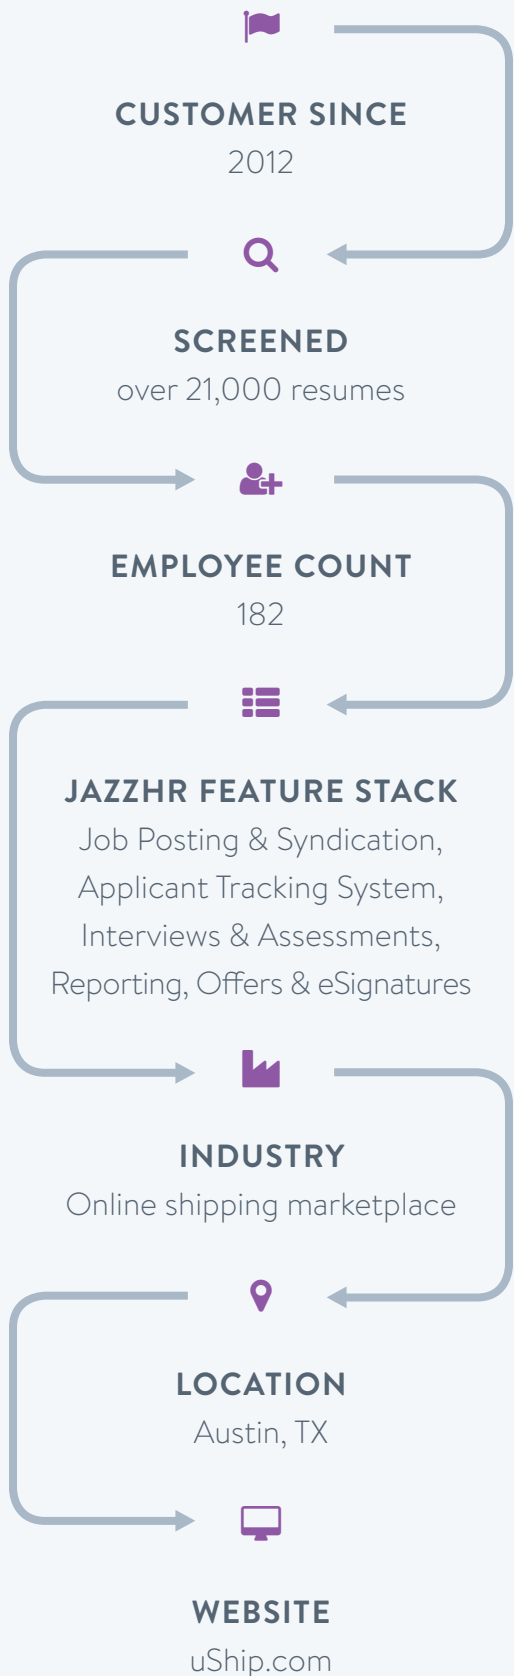 CUSTOMER SINCE
2012
SCREENED
over 21,000 resumes
EMPLOYEE COUNT
182
JAZZHR FEATURE STACK
Job Posting & Syndication,
Applicant Tracking System,
Interviews & Assessments,
Reporting, Offers & eSignatures
INDUSTRY
Online shipping marketplace
LOCATION
Austin, TX
WEBSITE
uShip.com